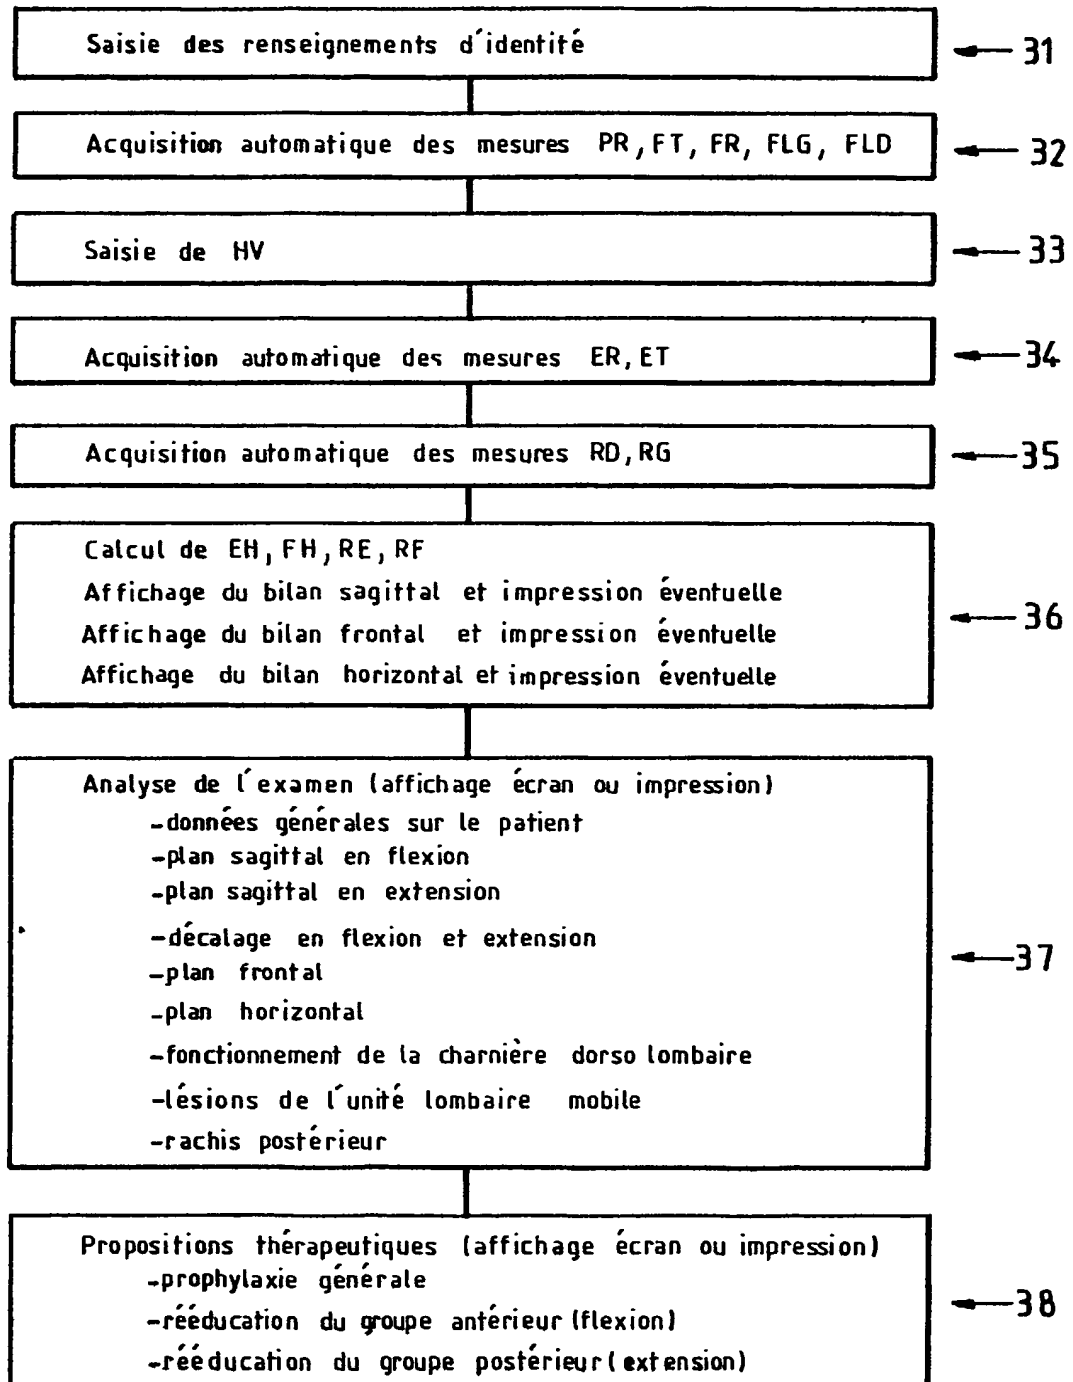 Saisie des renseignements d'identité 31
Acquisition automatique des mesures PR, FT, FR, FLG, FLD 32
Saisie de HV 33
Acquisition automatique des mesures ER, ET 34
Acquisition automatique des mesures RD, RG 35
Calcul de EH, FH, RE, RF
Affichage du bilan sagittal et impression éventuelle
Affichage du bilan frontal et impression éventuelle
Affichage du bilan horizontal et impression éventuelle
36
Analyse de l'examen (affichage écran ou impression)
-données générales sur le patient
-plan sagittal en flexion
-plan sagittal en extension
-décalage en flexion et extension
-plan frontal
-plan horizontal
-fonctionnement de la charnière dorso lombaire
-lésions de l'unité lombaire mobile
-rachis postérieur
37
Propositions thérapeutiques (affichage écran ou impression)
-prophylaxie générale
-rééducation du groupe antérieur (flexion)
-rééducation du groupe postérieur (extension)
38